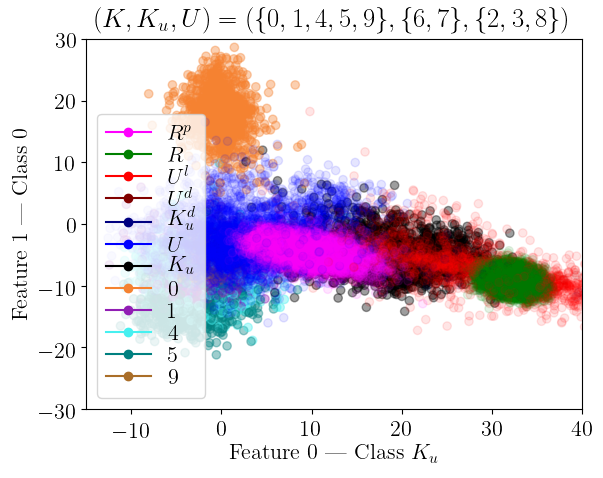 (K, K_u, U) = ({0, 1, 4, 5, 9}, {6, 7}, {2, 3, 8})
Feature 1 — Class 0
30
20
10
0
−10
−20
−30
R^p
R
U^l
U^d
K_u^d
U
K_u
0
1
4
5
9
−10
0
10
20
30
40
Feature 0 — Class K_u